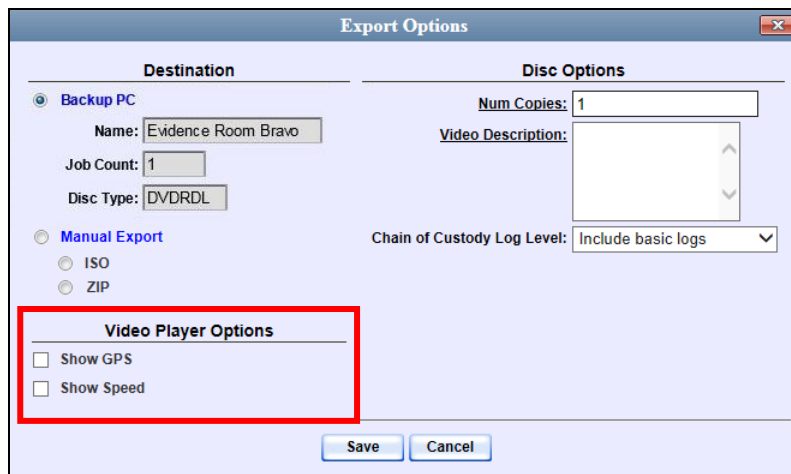 Export Options
Destination
Backup PC
Name: Evidence Room Bravo
Job Count: 1
Disc Type: DVDRDL
Manual Export
ISO
ZIP
Video Player Options
Show GPS
Show Speed
Disc Options
Num Copies: 1
Video Description:
Chain of Custody Log Level: Include basic logs
Save Cancel